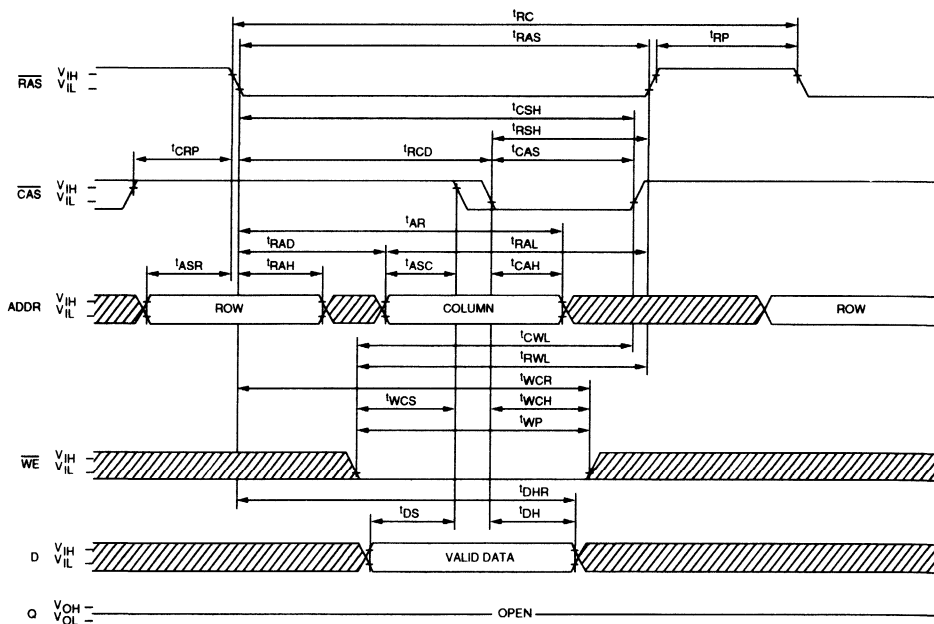 tRC
tRAS
tRP
RAS VIH
VIL
tCSH
tRSH
tCRP
tRCD
tCAS
CAS VIH
VIL
tAR
tRAD
tRAL
tASR
tRAH
tASC
tCAH
ADDR VIH
VIL
ROW
COLUMN
ROW
tCWL
tRWL
tWCR
tWCS
tWCH
tWP
WE VIH
VIL
tDHR
tDS
tDH
D VIH
VIL
VALID DATA
Q VOH
VOL
OPEN